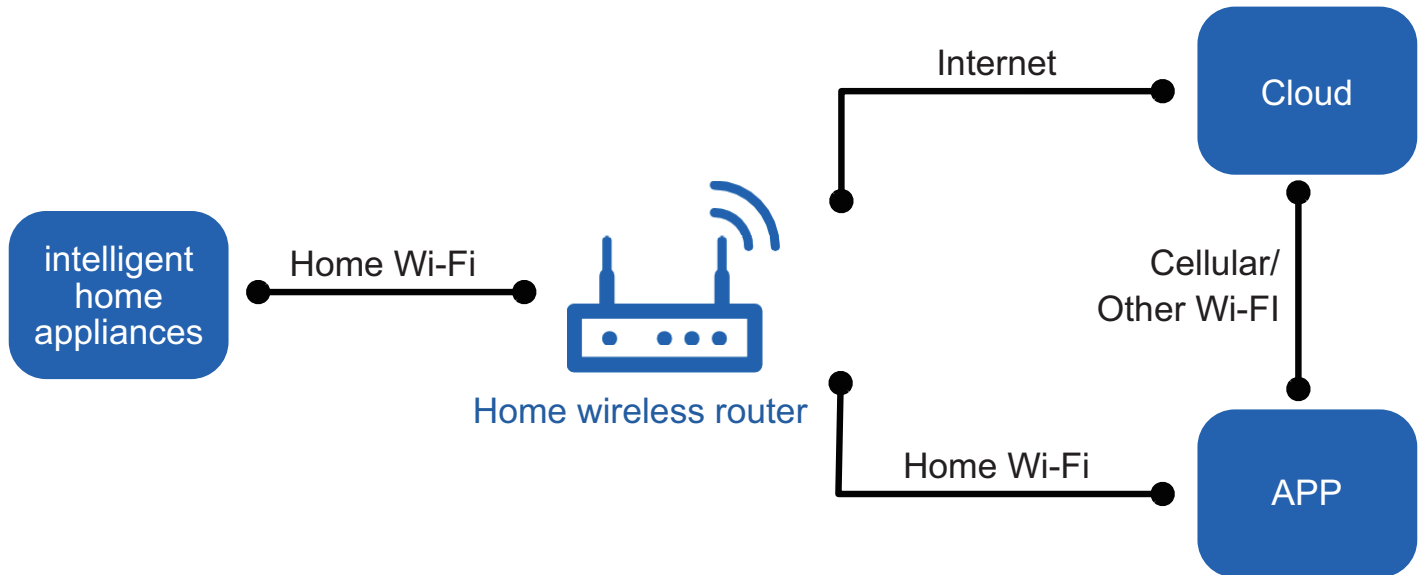 Internet
Cloud
intelligent
home
appliances
Home Wi-Fi
Cellular/
Other Wi-FI
Home wireless router
Home Wi-Fi
APP